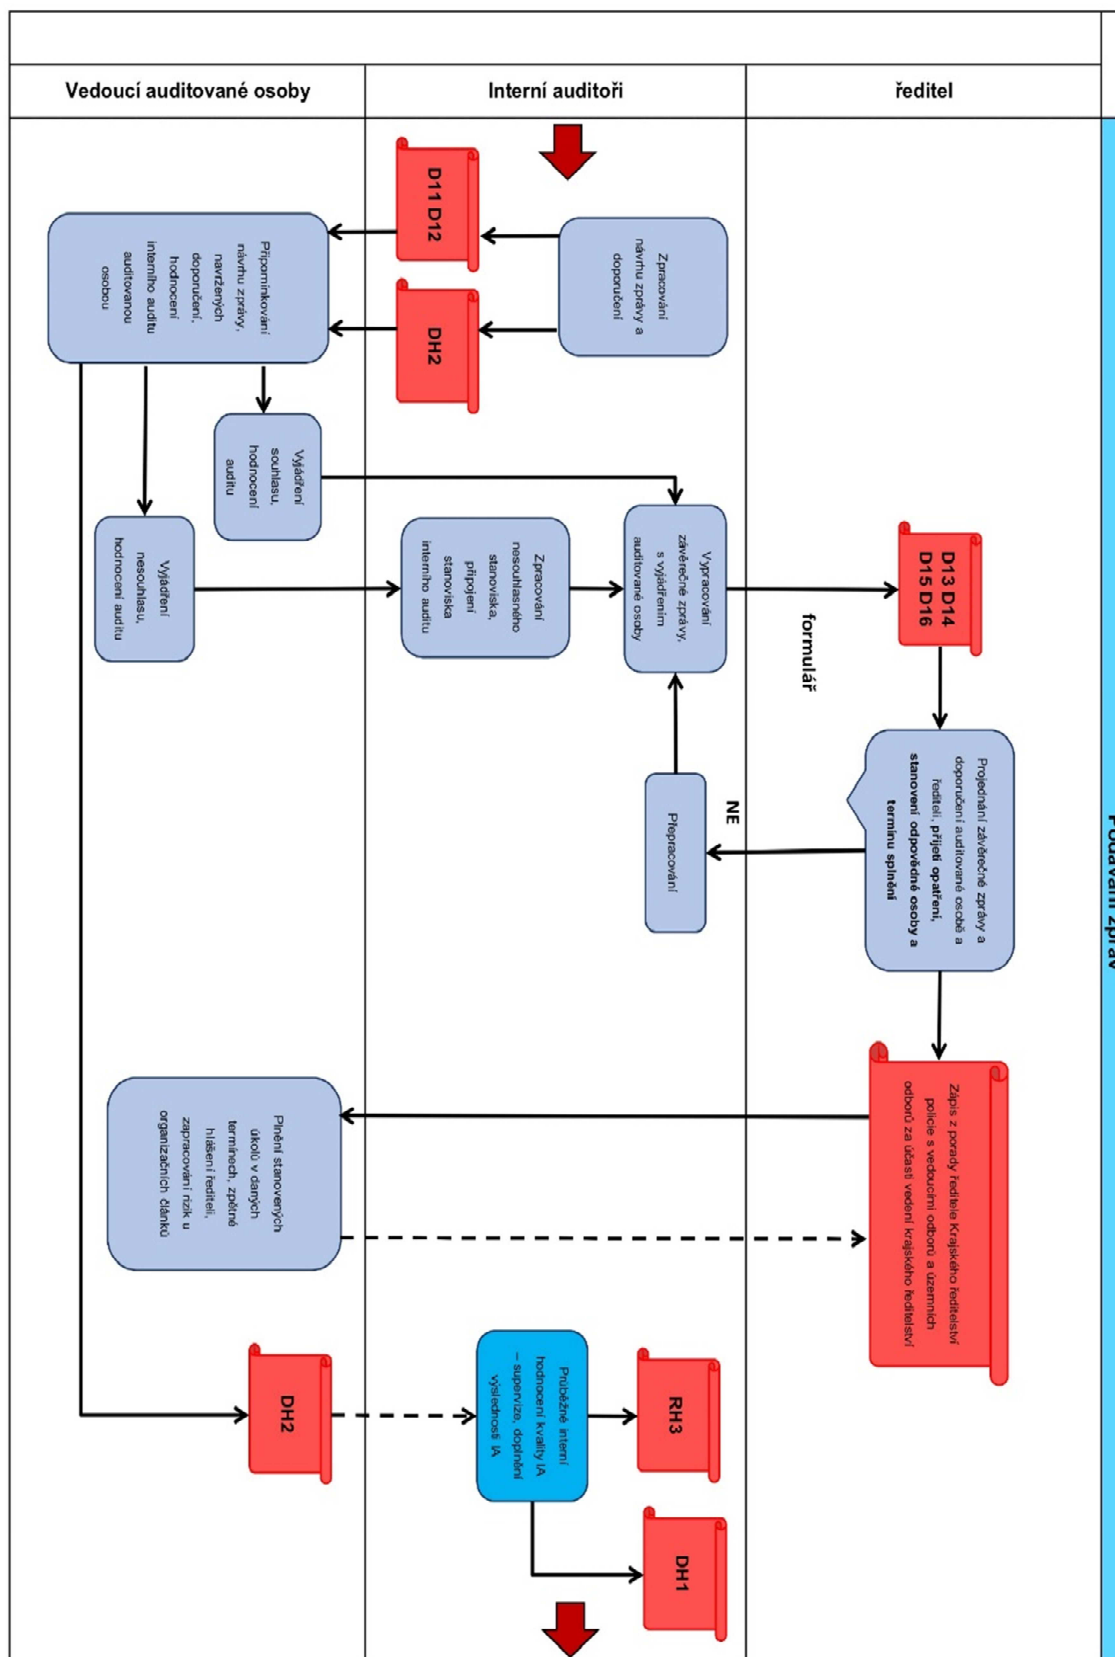 Podávání zpráv
Vedoucí auditované osoby
Interní auditoři
ředitel
D11 D12
DH2
Zpracování
návrhu zprávy a
doporučení
Připomínkování
návrhu zprávy,
navržených
doporučení,
hodnocení
interního auditu
auditovanou
osobou
Vyjádření
souhlasu,
hodnocení
auditu
Vyjádření
nesouhlasu,
hodnocení auditu
Zpracování
nesouhlasného
stanoviska,
připojení
stanoviska
interního auditu
Vypracování
závěrečné zprávy,
s vyjádřením
auditované osoby
formulář
D13 D14
D15 D16
Projednání závěrečné zprávy a
doporučení auditované osobě a
řediteli, přijetí opatření,
stanovení odpovědné osoby a
termínu splnění
NE
Přepracování
Zápis z porady ředitele Krajského ředitelství
policie s vedoucími odborů a územních
odborů za účasti vedení krajského ředitelství
Plnění stanovených
úkolů v daných
termínech, zpětné
hlášení řediteli,
zapracování rizik u
organizačních článků
DH2
Průběžné interní
hodnocení kvality IA
– supervize, doplnění
výslednosti IA
RH3
DH1